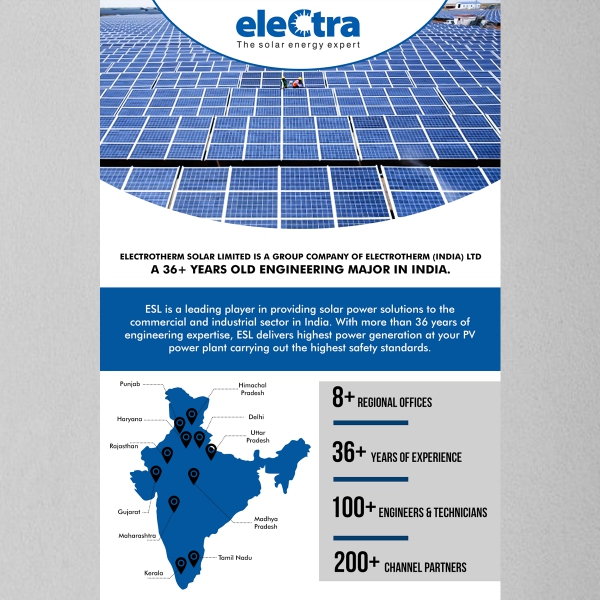 eleCtra
The solar energy expert
ELECTROTHERM SOLAR LIMITED IS A GROUP COMPANY OF ELECTROTHERM (INDIA) LTD
A 36+ YEARS OLD ENGINEERING MAJOR IN INDIA.
ESL is a leading player in providing solar power solutions to the
commercial and industrial sector in India. With more than 36 years of
engineering expertise, ESL delivers highest power generation at your PV
power plant carrying out the highest safety standards.
Punjab
Himachal
Pradesh
Haryana
Delhi
Uttar
Pradesh
Rajasthan
Gujarat
Madhya
Pradesh
Maharashtra
Tamil Nadu
Kerala
8+ REGIONAL OFFICES
36+ YEARS OF EXPERIENCE
100+ ENGINEERS & TECHNICIANS
200+ CHANNEL PARTNERS